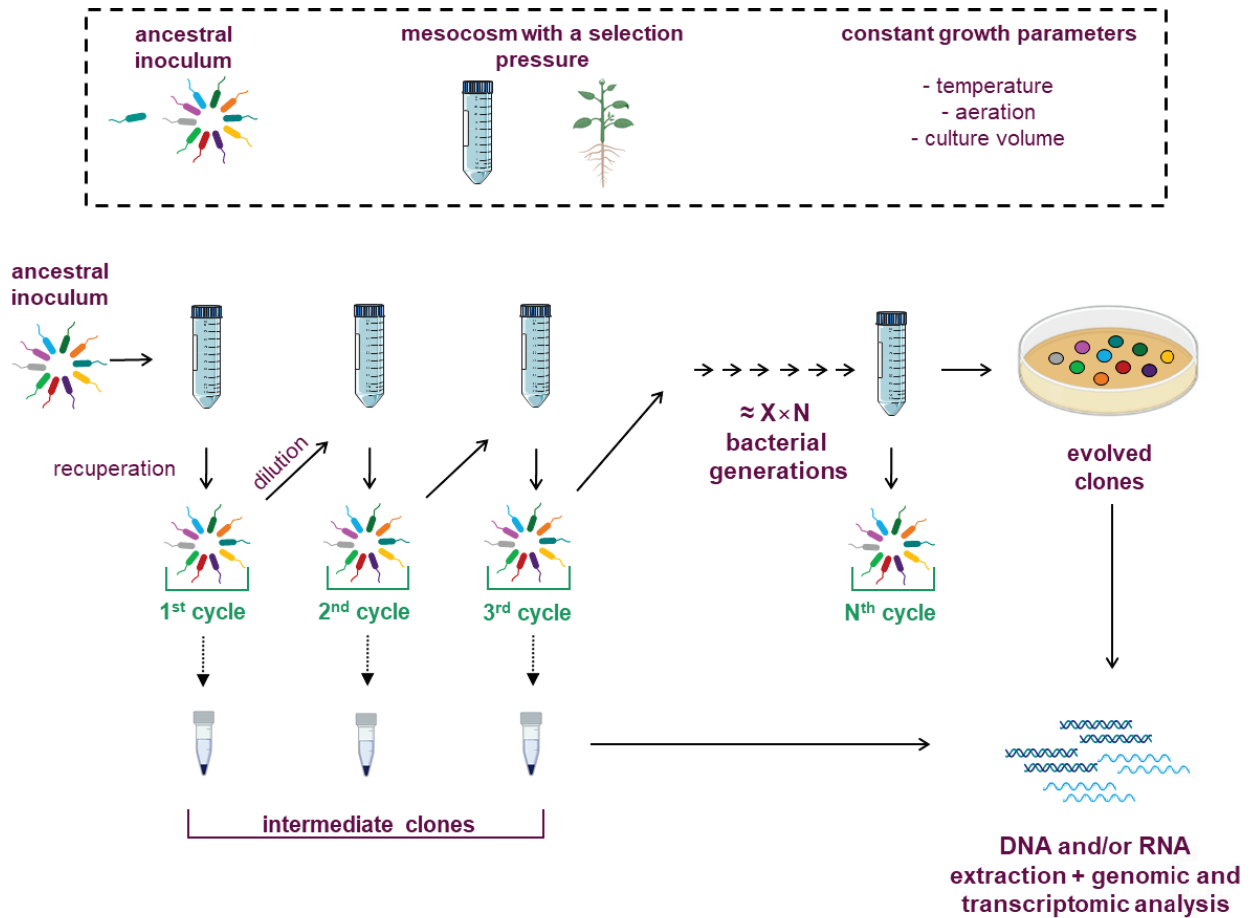 ancestral
inoculum
mesocosm with a selection
pressure
constant growth parameters
- temperature
- aeration
- culture volume
ancestral
inoculum
recuperation
dilution
≈ X×N
bacterial
generations
evolved
clones
1st cycle
2nd cycle
3rd cycle
Nth cycle
intermediate clones
DNA and/or RNA
extraction + genomic and
transcriptomic analysis